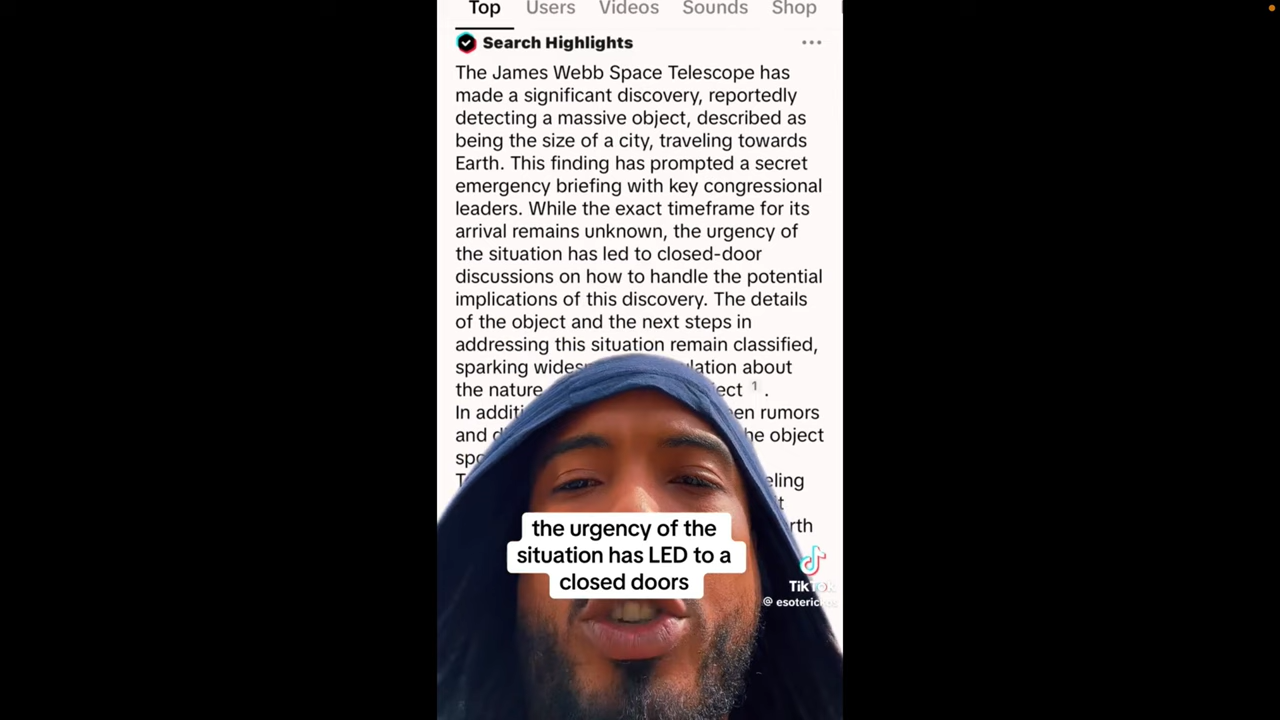 Top Users Videos Sounds Shop
Search Highlights
The James Webb Space Telescope has
made a significant discovery, reportedly
detecting a massive object, described as
being the size of a city, traveling towards
Earth. This finding has prompted a secret
emergency briefing with key congressional
leaders. While the exact timeframe for its
arrival remains unknown, the urgency of
the situation has led to closed-door
discussions on how to handle the potential
implications of this discovery. The details
of the object and the next steps in
addressing this situation remain classified,
sparking about
the nature 1 .
In rumors
and object
the urgency of the
situation has LED to a
closed doors
TikTok